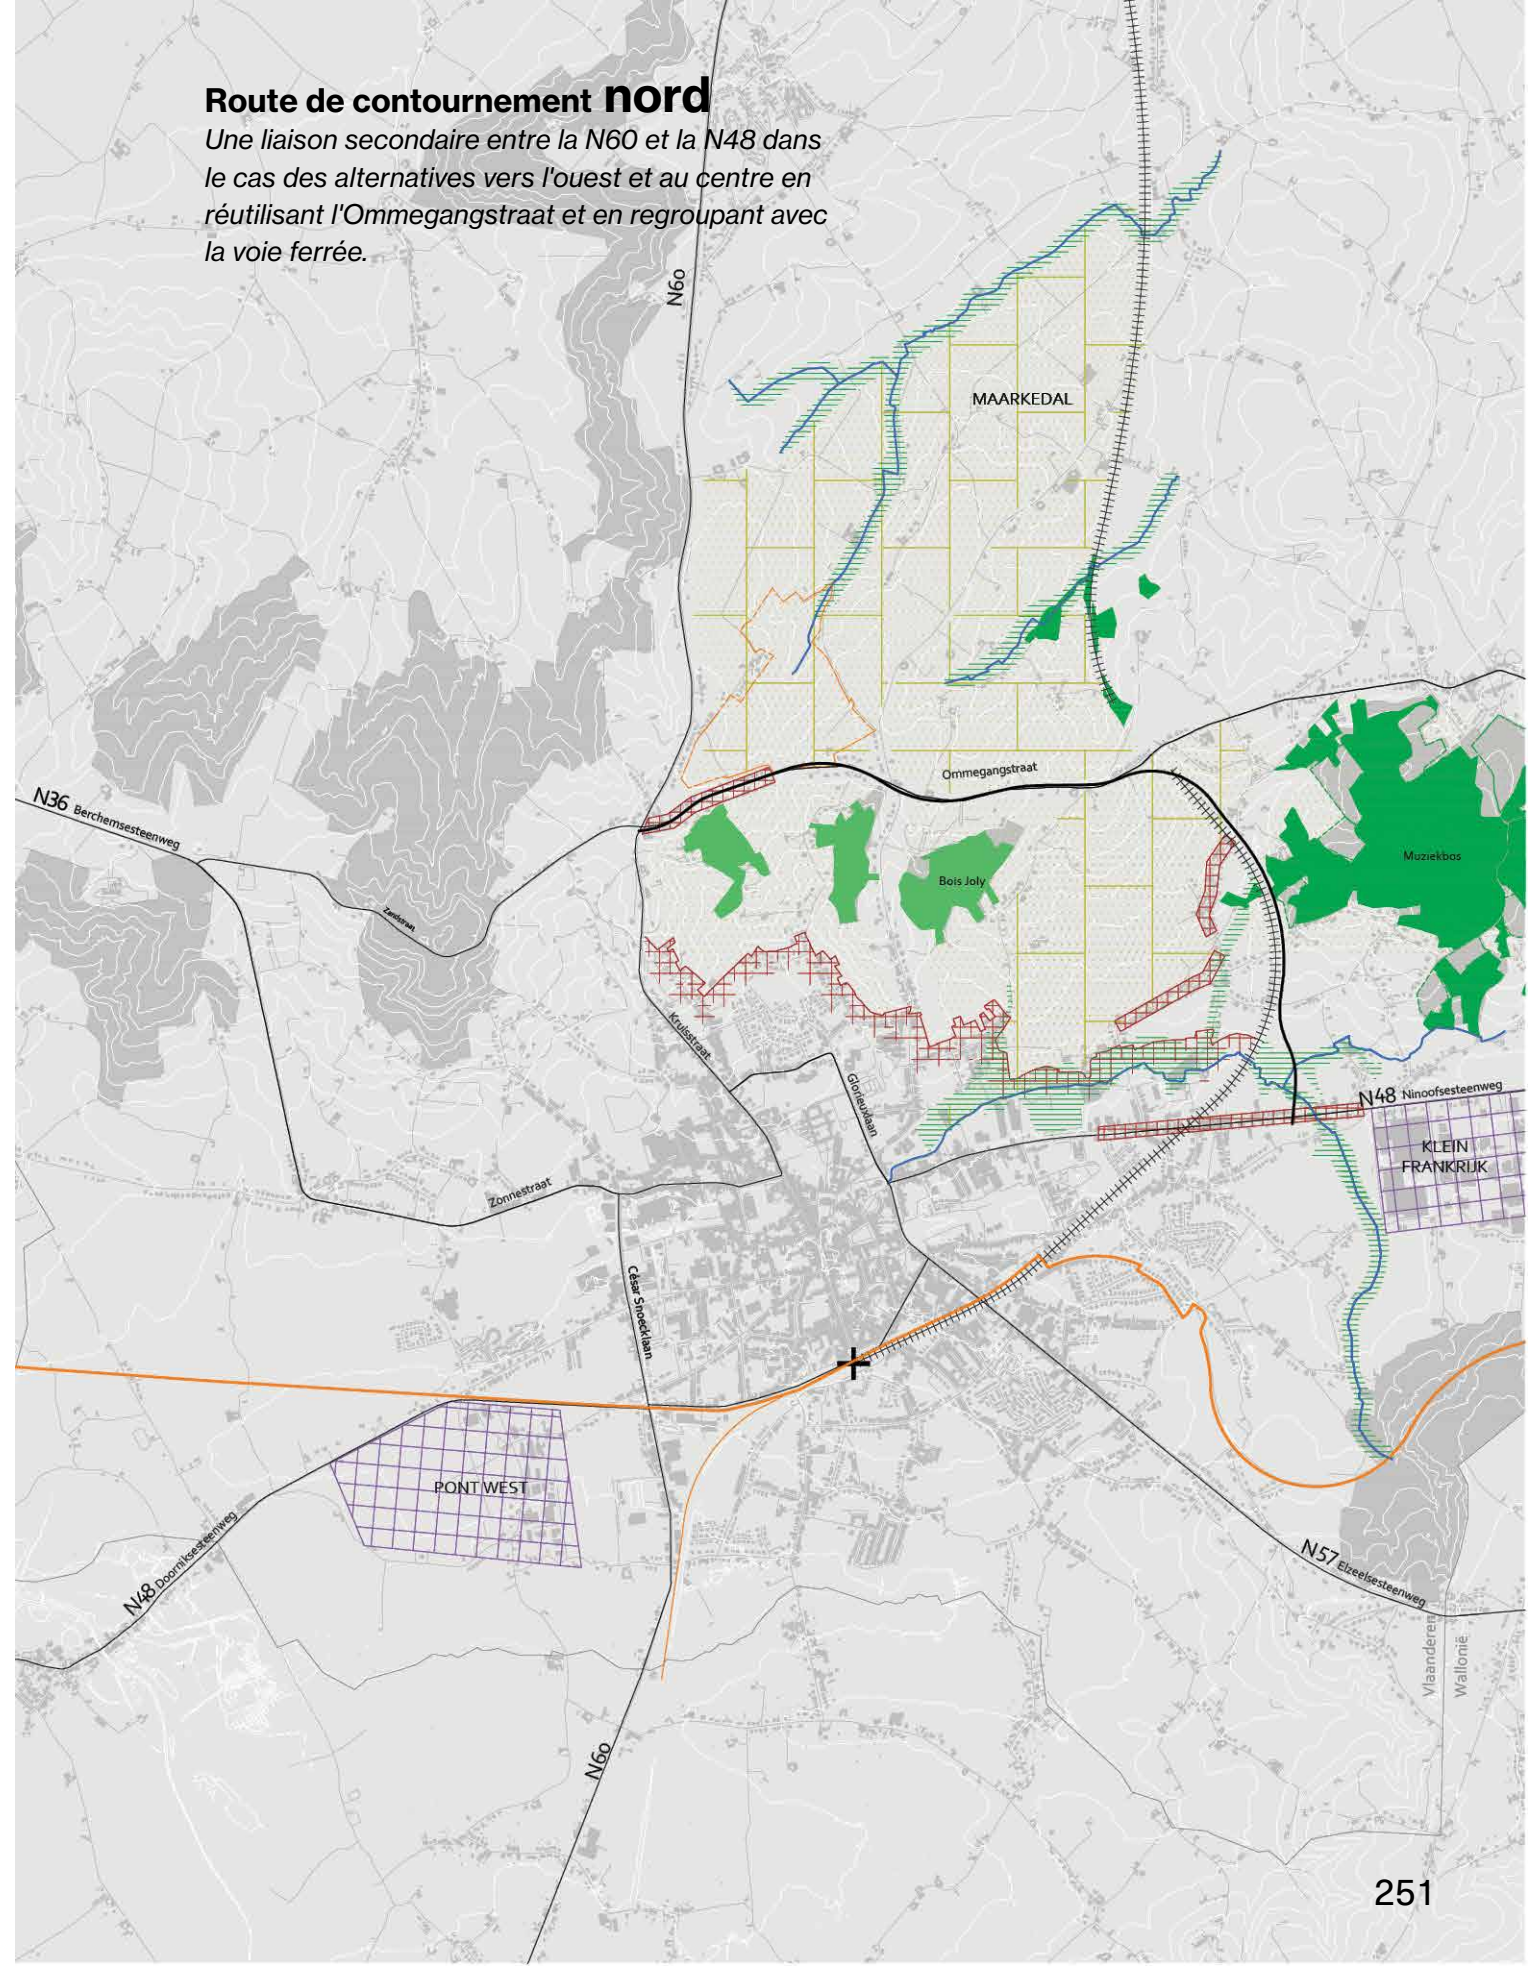 Route de contournement nord
Une liaison secondaire entre la N60 et la N48 dans
le cas des alternatives vers l'ouest et au centre en
réutilisant l'Ommegangstraat et en regroupant avec
la voie ferrée.
N60
MAARKEDAL
Ommegangstraat
N36 Berchemsesteenweg
Zandstraat
Bois Joly
Muziekbos
Kruisstraat
Glorieuxlaan
N48 Ninoofsesteenweg
KLEIN
FRANKRIJK
Zonnestraat
César Snoecklaan
PONT WEST
N48 Doorniksesteenweg
N57 Elzeelsesteenweg
Vlaanderen
Wallonië
N60
251